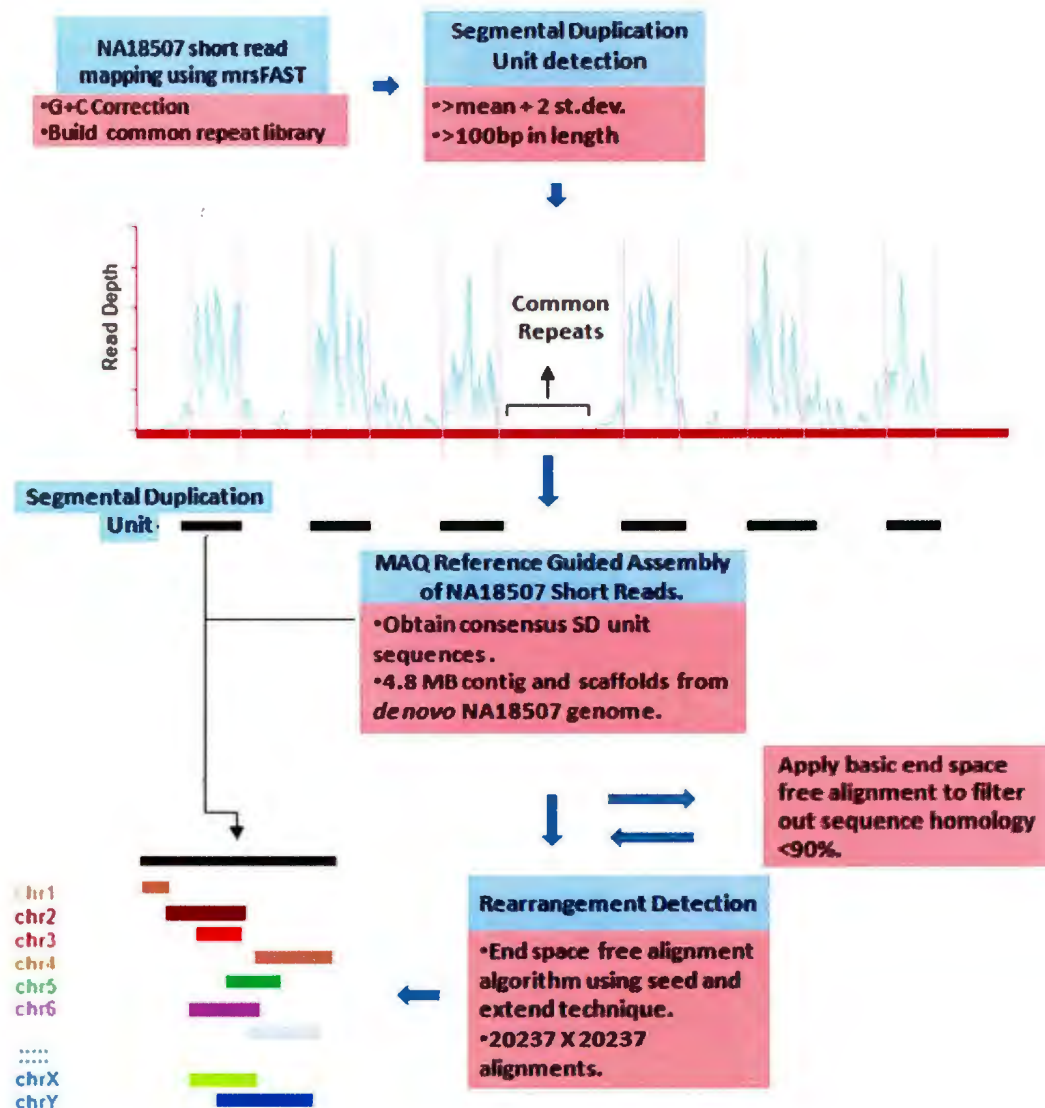 NA18507 short read
mapping using mrsFAST
•G+C Correction
•Build common repeat library
Segmental Duplication
Unit detection
•>mean + 2 st.dev.
•>100bp in length
Read Depth
Common
Repeats
Segmental Duplication
Unit
MAQ Reference Guided Assembly
of NA18507 Short Reads.
•Obtain consensus SD unit
sequences.
•4.8 MB contig and scaffolds from
denovo NA18507 genome.
Apply basic end space
free alignment to filter
out sequence homology
<90%.
Rearrangement Detection
•End space free alignment
algorithm using seed and
extend technique.
•20237 X 20237
alignments.
chr1
chr2
chr3
chr4
chr5
chr6
.....
.....
chrX
chrY